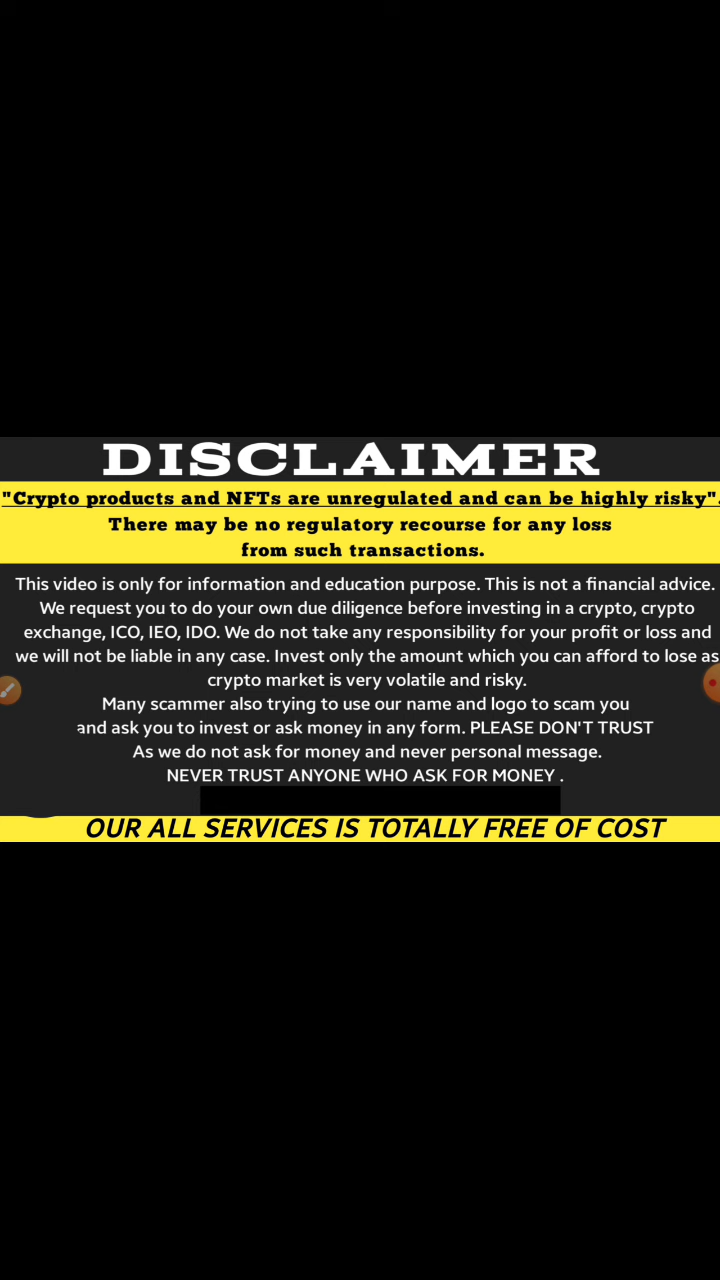 DISCLAIMER
"Crypto products and NFTs are unregulated and can be highly risky".
There may be no regulatory recourse for any loss
from such transactions.
This video is only for information and education purpose. This is not a financial advice.
We request you to do your own due diligence before investing in a crypto, crypto
exchange, ICO, IEO, IDO. We do not take any responsibility for your profit or loss and
we will not be liable in any case. Invest only the amount which you can afford to lose as
crypto market is very volatile and risky.
Many scammer also trying to use our name and logo to scam you
and ask you to invest or ask money in any form. PLEASE DON'T TRUST
As we do not ask for money and never personal message.
NEVER TRUST ANYONE WHO ASK FOR MONEY .
OUR ALL SERVICES IS TOTALLY FREE OF COST